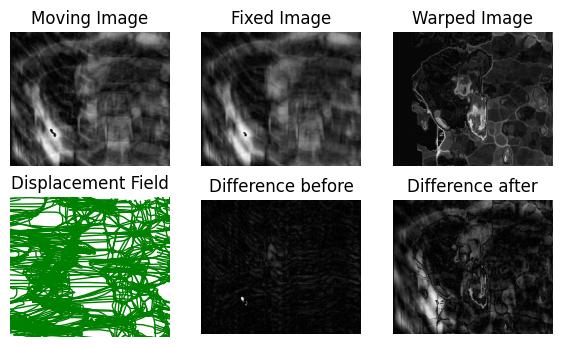 Moving Image
Fixed Image
Warped Image
Displacement Field
Difference before
Difference after